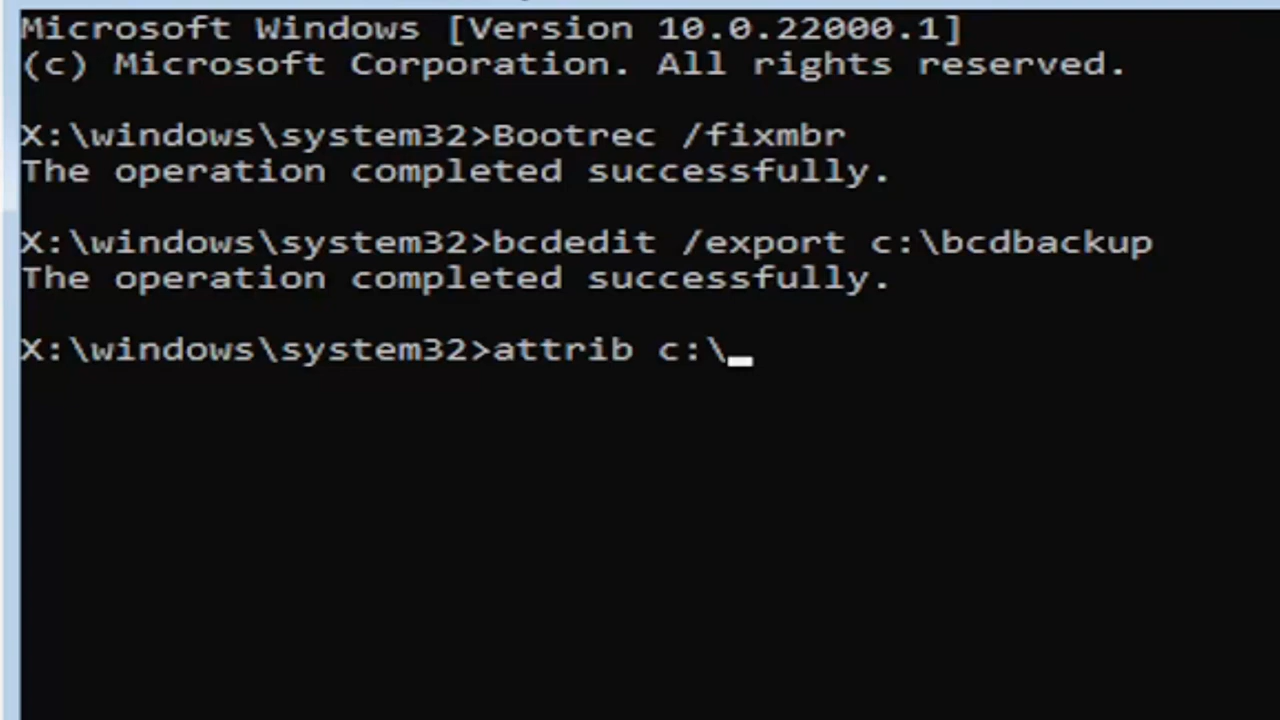 Microsoft Windows [Version 10.0.22000.1]
(c) Microsoft Corporation. All rights reserved.
X:\windows\system32>Bootrec /fixmbr
The operation completed successfully.
X:\windows\system32>bcdedit /export c:\bcdbackup
The operation completed successfully.
X:\windows\system32>attrib c:\